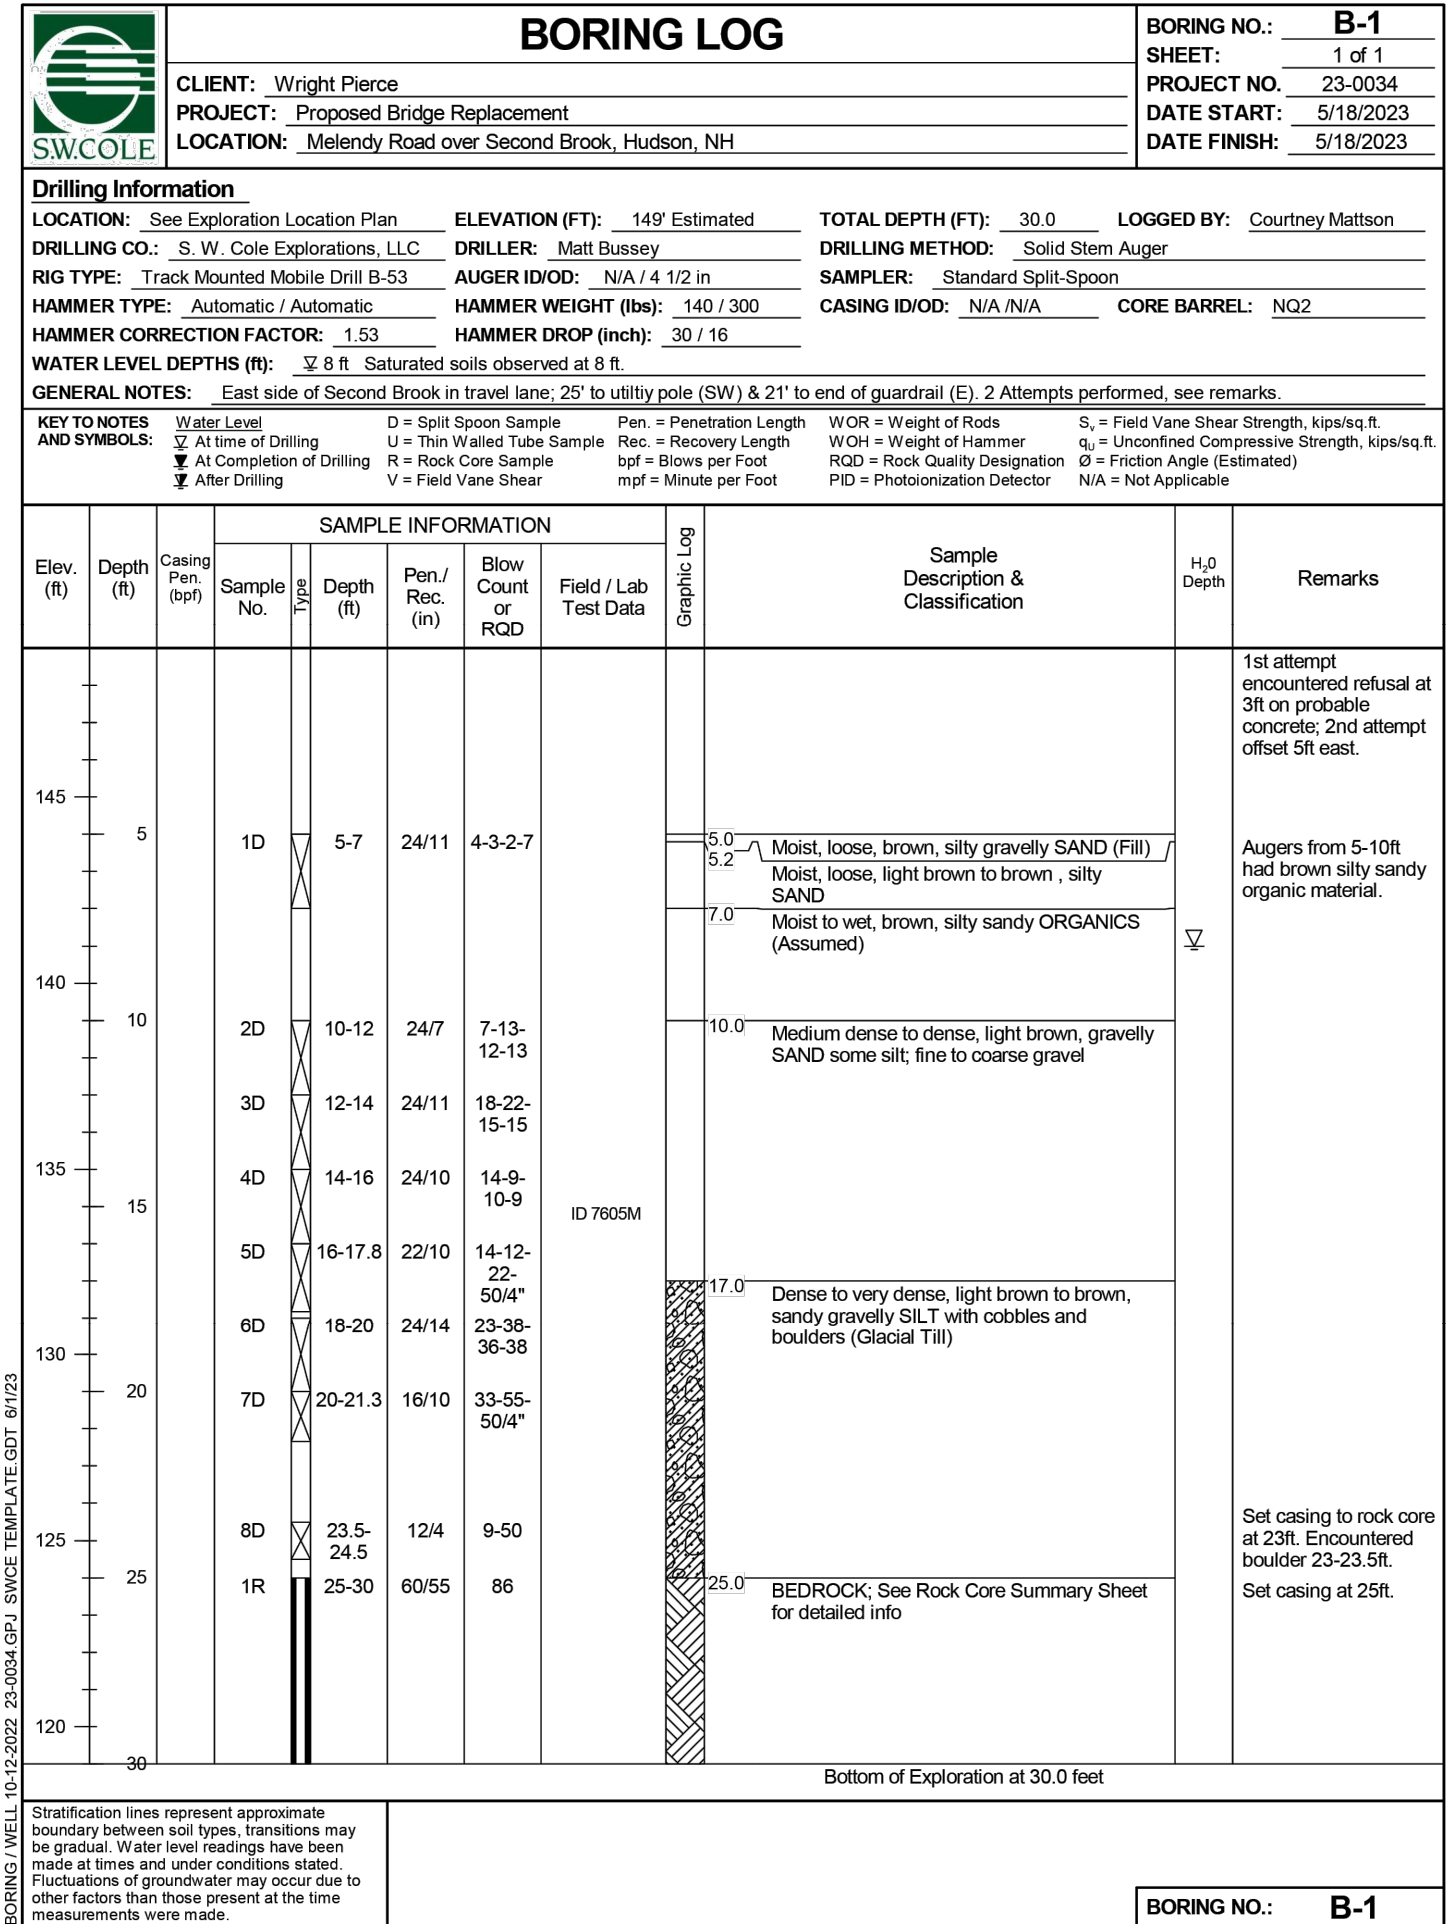 S.W.COLE
BORING LOG
CLIENT: Wright Pierce
PROJECT: Proposed Bridge Replacement
LOCATION: Melendy Road over Second Brook, Hudson, NH
BORING NO.: B-1
SHEET: 1 of 1
PROJECT NO. 23-0034
DATE START: 5/18/2023
DATE FINISH: 5/18/2023
Drilling Information
LOCATION: See Exploration Location Plan ELEVATION (FT): 149' Estimated TOTAL DEPTH (FT): 30.0 LOGGED BY: Courtney Mattson
DRILLING CO.: S. W. Cole Explorations, LLC DRILLER: Matt Bussey DRILLING METHOD: Solid Stem Auger
RIG TYPE: Track Mounted Mobile Drill B-53 AUGER ID/OD: N/A / 4 1/2 in SAMPLER: Standard Split-Spoon
HAMMER TYPE: Automatic / Automatic HAMMER WEIGHT (lbs): 140 / 300 CASING ID/OD: N/A /N/A CORE BARREL: NQ2
HAMMER CORRECTION FACTOR: 1.53 HAMMER DROP (inch): 30 / 16
WATER LEVEL DEPTHS (ft): 8 ft Saturated soils observed at 8 ft.
GENERAL NOTES: East side of Second Brook in travel lane; 25' to utiltiy pole (SW) & 21' to end of guardrail (E). 2 Attempts performed, see remarks.
KEY TO NOTES
AND SYMBOLS:
Water Level
At time of Drilling
At Completion of Drilling
After Drilling
D = Split Spoon Sample
U = Thin Walled Tube Sample
R = Rock Core Sample
V = Field Vane Shear
Pen. = Penetration Length
Rec. = Recovery Length
bpf = Blows per Foot
mpf = Minute per Foot
WOR = Weight of Rods
WOH = Weight of Hammer
RQD = Rock Quality Designation
PID = Photoionization Detector
Sv = Field Vane Shear Strength, kips/sq.ft.
qU = Unconfined Compressive Strength, kips/sq.ft.
Ø = Friction Angle (Estimated)
N/A = Not Applicable
Elev.
(ft)
Depth
(ft)
Casing
Pen.
(bpf)
SAMPLE INFORMATION
Sample
No.
Type
Depth
(ft)
Pen./
Rec.
(in)
Blow
Count
or
RQD
Field / Lab
Test Data
Graphic Log
Sample
Description &
Classification
H20
Depth
Remarks
1st attempt
encountered refusal at
3ft on probable
concrete; 2nd attempt
offset 5ft east.
145
5
1D 5-7 24/11 4-3-2-7
5.0
5.2
Moist, loose, brown, silty gravelly SAND (Fill)
Moist, loose, light brown to brown , silty
SAND
Augers from 5-10ft
had brown silty sandy
organic material.
7.0
Moist to wet, brown, silty sandy ORGANICS
(Assumed)
140
10
2D 10-12 24/7 7-13-
12-13
10.0
Medium dense to dense, light brown, gravelly
SAND some silt; fine to coarse gravel
3D 12-14 24/11 18-22-
15-15
135
4D 14-16 24/10 14-9-
10-9
15
ID 7605M
5D 16-17.8 22/10 14-12-
22-
50/4"
17.0
Dense to very dense, light brown to brown,
sandy gravelly SILT with cobbles and
boulders (Glacial Till)
6D 18-20 24/14 23-38-
36-38
130
20
7D 20-21.3 16/10 33-55-
50/4"
125
8D 23.5-
24.5
12/4 9-50
Set casing to rock core
at 23ft. Encountered
boulder 23-23.5ft.
25
1R 25-30 60/55 86
25.0
BEDROCK; See Rock Core Summary Sheet
for detailed info
Set casing at 25ft.
120
30
Bottom of Exploration at 30.0 feet
Stratification lines represent approximate
boundary between soil types, transitions may
be gradual. Water level readings have been
made at times and under conditions stated.
Fluctuations of groundwater may occur due to
other factors than those present at the time
measurements were made.
BORING NO.: B-1
BORING / WELL 10-12-2022 23-0034.GPJ SWCE TEMPLATE.GDT 6/1/23